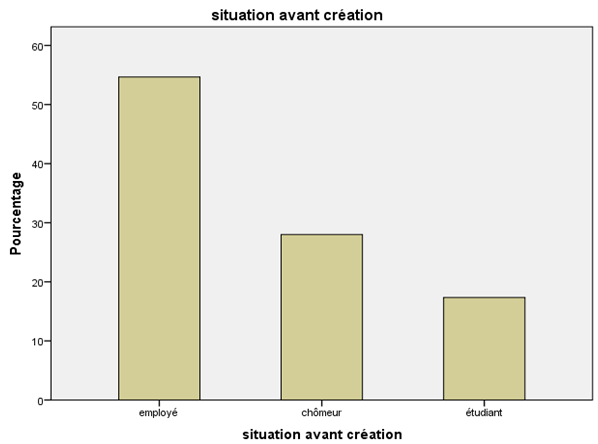 situation avant création
60
50
40
30
20
10
0
Pourcentage
employé
chômeur
étudiant
situation avant création